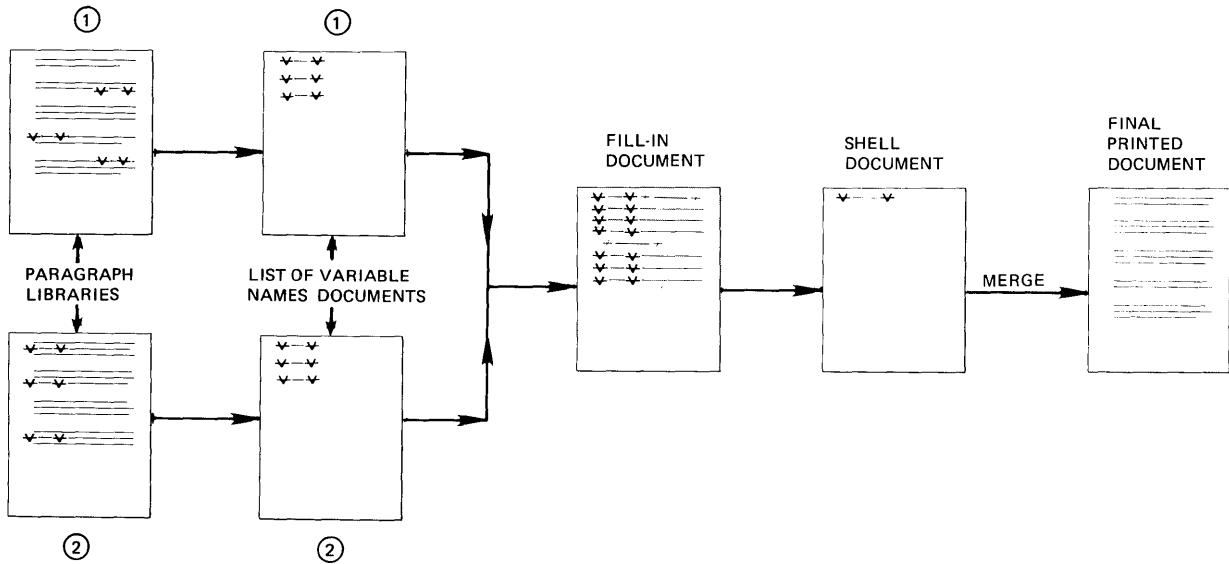 ①
①
PARAGRAPH
LIBRARIES
LIST OF VARIABLE
NAMES DOCUMENTS
②
②
FILL-IN
DOCUMENT
SHELL
DOCUMENT
MERGE
FINAL
PRINTED
DOCUMENT